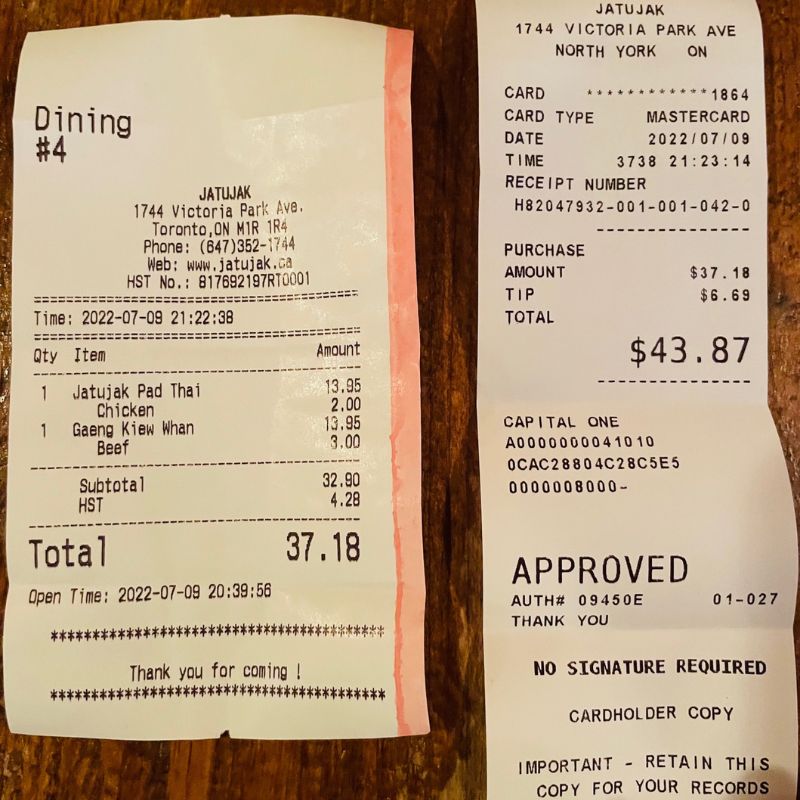 Dining
#4
JATUJAK
1744 Victoria Park Ave.
Toronto,ON M1R 1R4
Phone: (647)352-1744
Web: www.jatujak.ca
HST No.: 817692197RT0001
================================================
Time: 2022-07-09 21:22:38
================================================
Qty Item Amount
------------------------------------------------
1 Jatujak Pad Thai 13.95
Chicken 2.00
1 Gaeng Kiew Whan 13.95
Beef 3.00
------------------------------------------------
Subtotal 32.90
HST 4.28
------------------------------------------------
Total 37.18
Open Time: 2022-07-09 20:39:56
******************************************
Thank you for coming !
******************************************
JATUJAK
1744 VICTORIA PARK AVE
NORTH YORK ON
CARD ************1864
CARD TYPE MASTERCARD
DATE 2022/07/09
TIME 3738 21:23:14
RECEIPT NUMBER
H82047932-001-001-042-0
---------------
PURCHASE
AMOUNT $37.18
TIP $6.69
TOTAL
$43.87
---------------
CAPITAL ONE
A0000000041010
0CAC28804C28C5E5
0000008000-
APPROVED
AUTH# 09450E 01-027
THANK YOU
NO SIGNATURE REQUIRED
CARDHOLDER COPY
IMPORTANT - RETAIN THIS
COPY FOR YOUR RECORDS